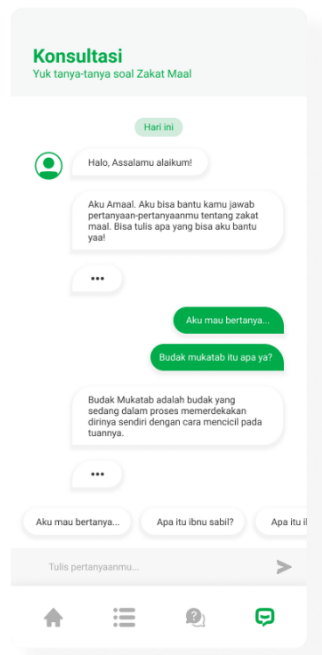 Konsultasi
Yuk tanya-tanya soal Zakat Maal
Hari ini
Halo, Assalamu alaikum!
Aku Amaal. Aku bisa bantu kamu jawab
pertanyaan-pertanyaanmu tentang zakat
maal. Bisa tulis apa yang bisa aku bantu
yaa!
•••
Aku mau bertanya...
Budak mukatab itu apa ya?
Budak Mukatab adalah budak yang
sedang dalam proses memerdekakan
dirinya sendiri dengan cara mencicil pada
tuannya.
•••
Aku mau bertanya... Apa itu ibnu sabil? Apa itu
Tulis pertanyaanmu...